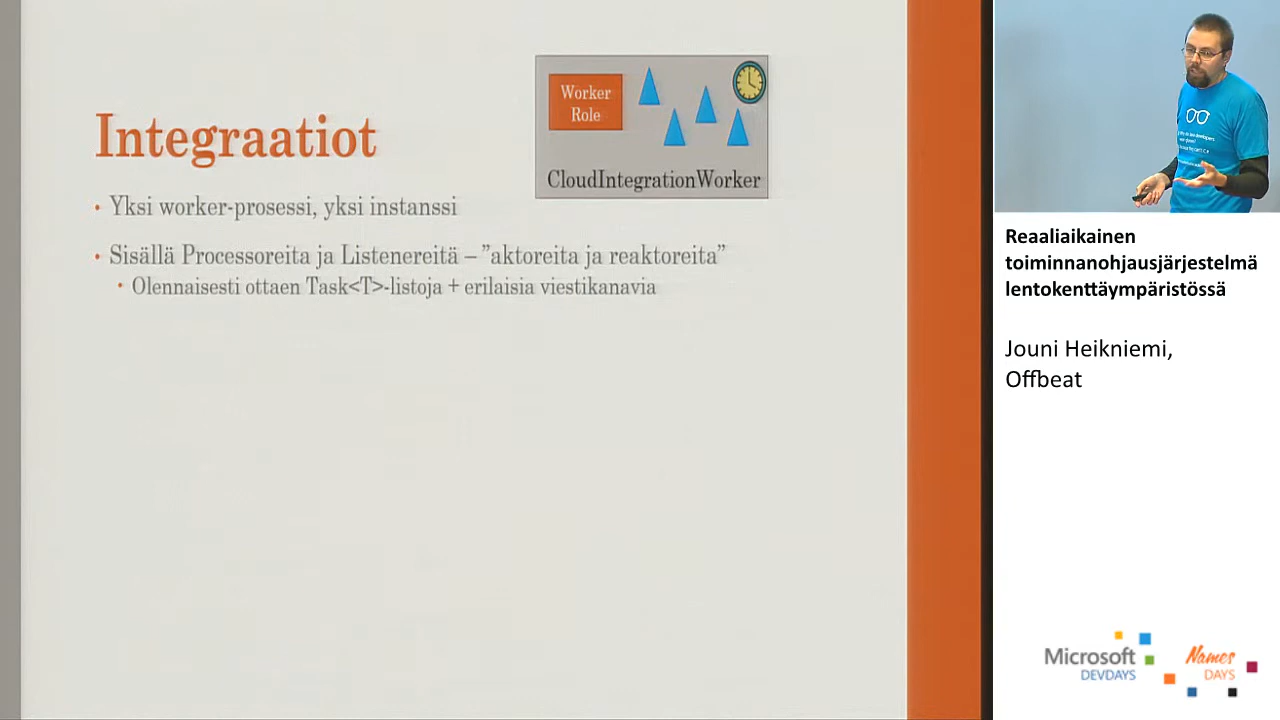 Integraatiot
Worker
Role
CloudIntegrationWorker
• Yksi worker-prosessi, yksi instanssi
• Sisällä Processoreita ja Listenereitä – ”aktoreita ja reaktoreita”
• Olennaisesti ottaen Task<T>-listoja + erilaisia viestikanavia
Reaaliaikainen
toiminnanohjausjärjestelmä
lentokenttäympäristössä
Jouni Heikniemi,
Offbeat
Microsoft
DEVDAYS
Names
DAYS